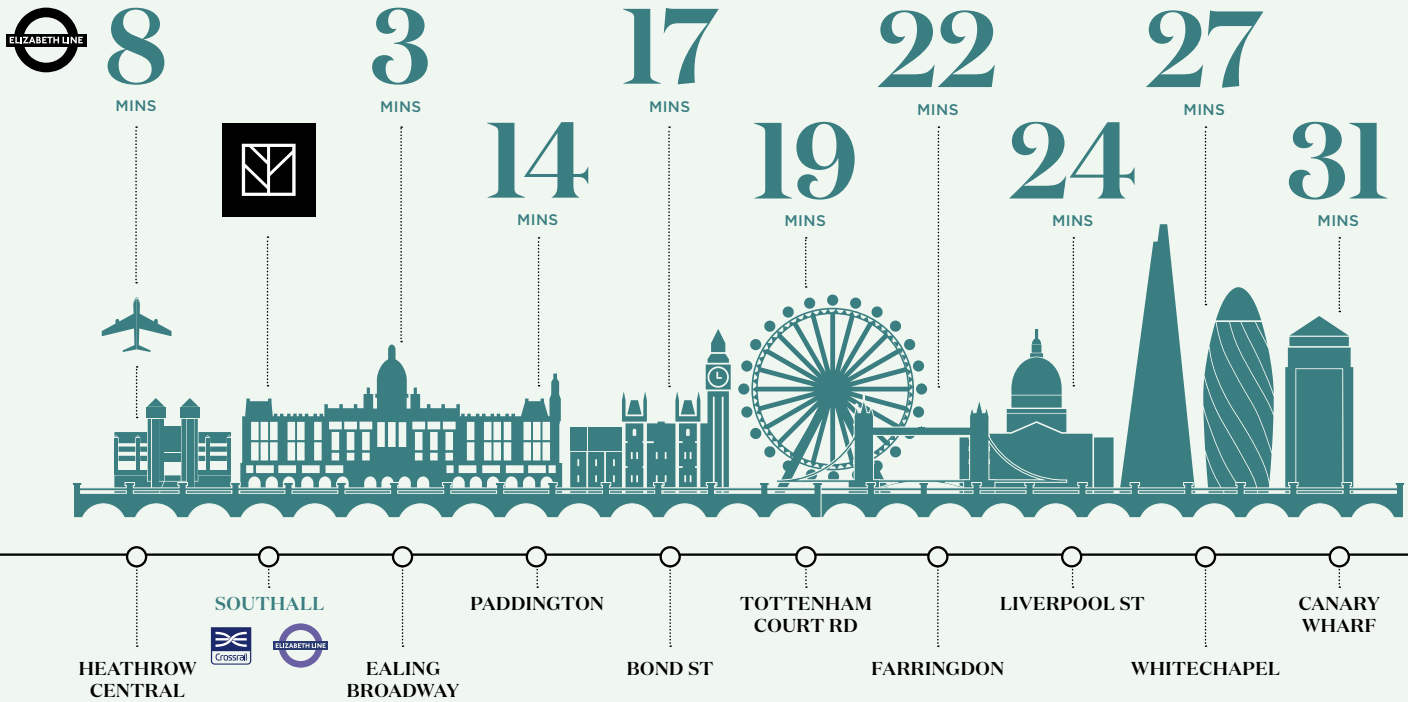 ELIZABETH LINE
8
MINS
3
MINS
17
MINS
22
MINS
27
MINS
14
MINS
19
MINS
24
MINS
31
MINS
SOUTHALL
Crossrail
ELIZABETH LINE
PADDINGTON
TOTTENHAM
COURT RD
LIVERPOOL ST
CANARY
WHARF
HEATHROW
CENTRAL
EALING
BROADWAY
BOND ST
FARRINGDON
WHITECHAPEL